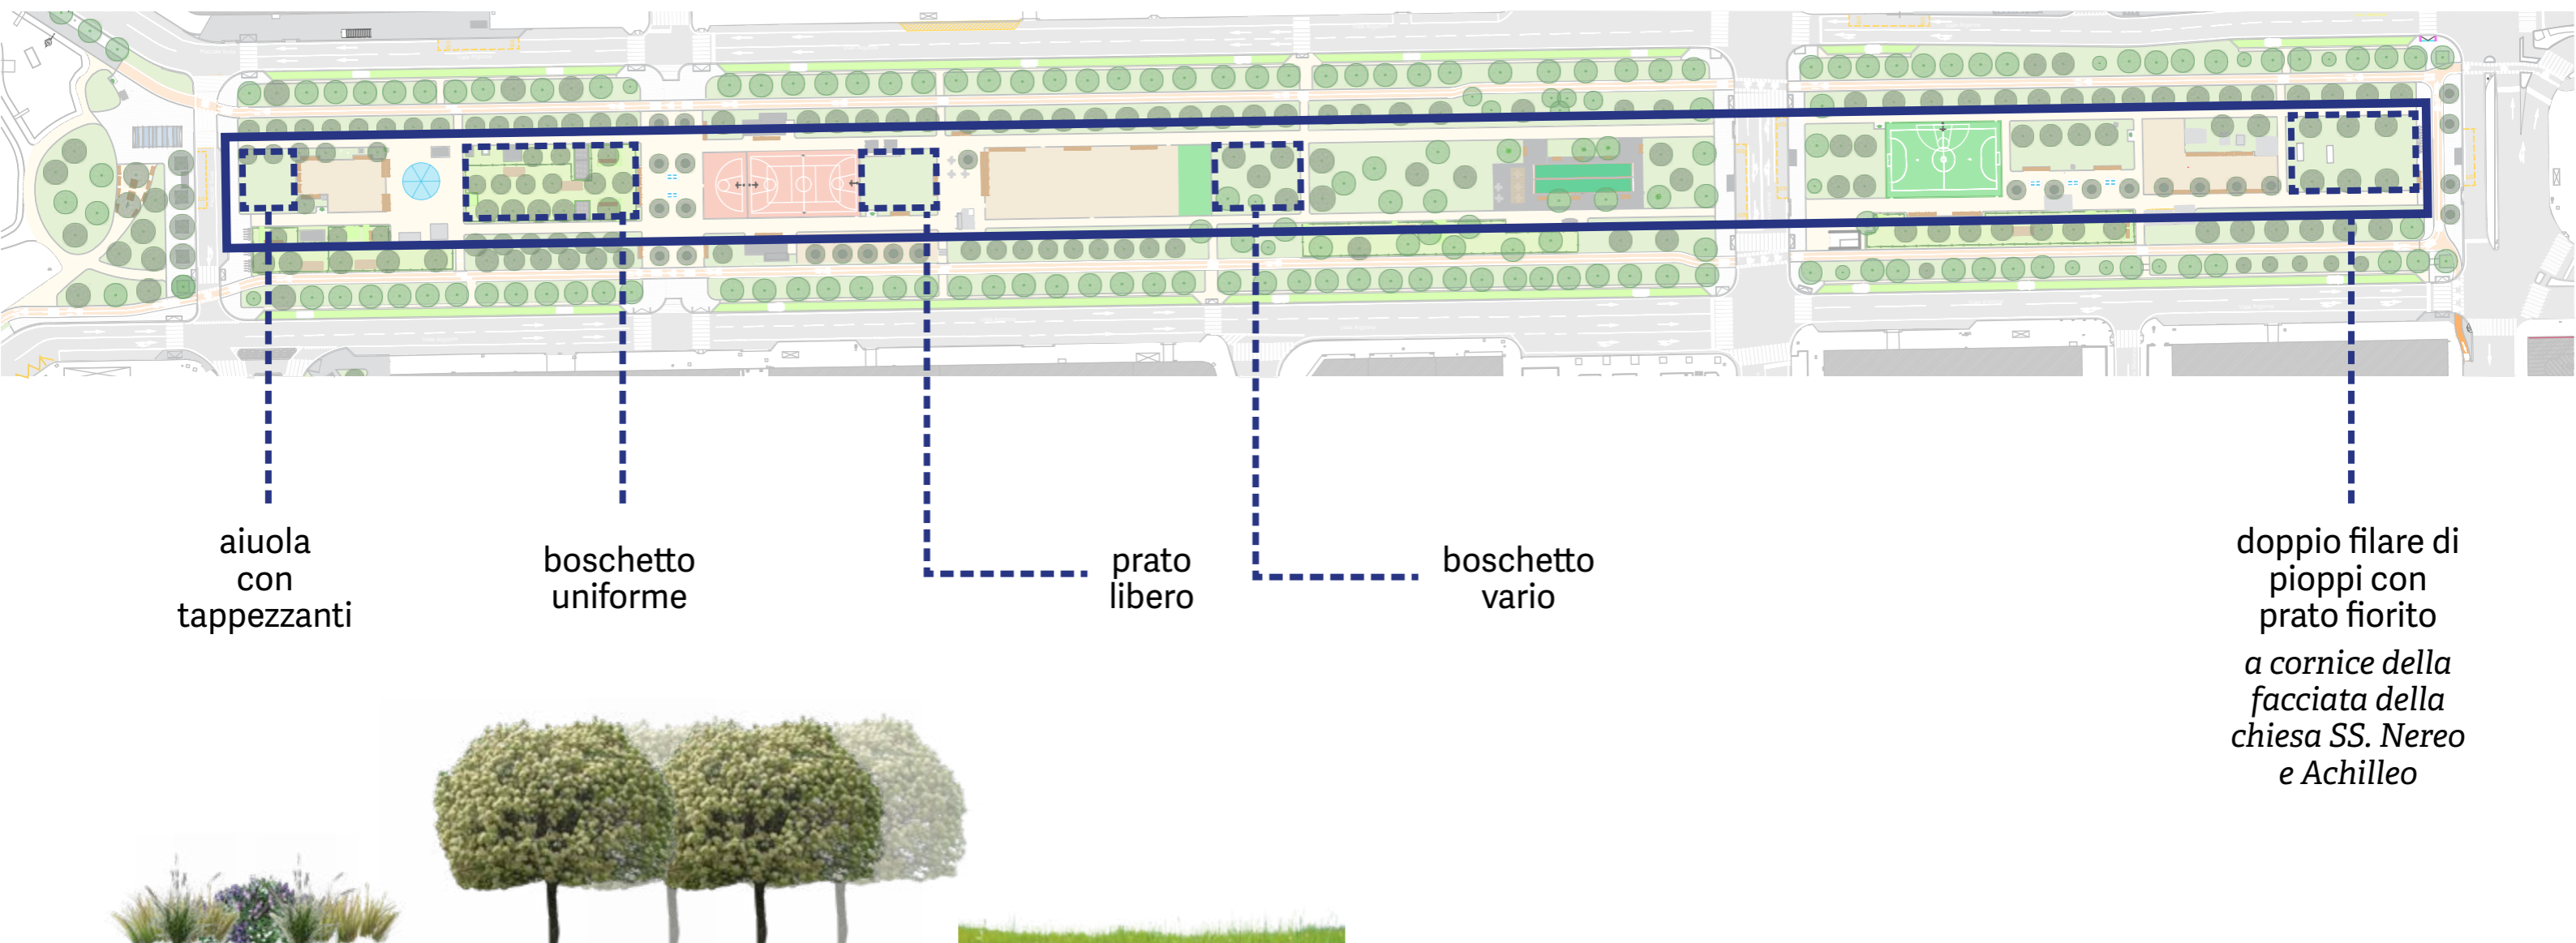 aiuola
con
tappezzanti
boschetto
uniforme
prato
libero
boschetto
vario
doppio filare di
pioppi con
prato fiorito
a cornice della
facciata della
chiesa SS. Nereo
e Achilleo